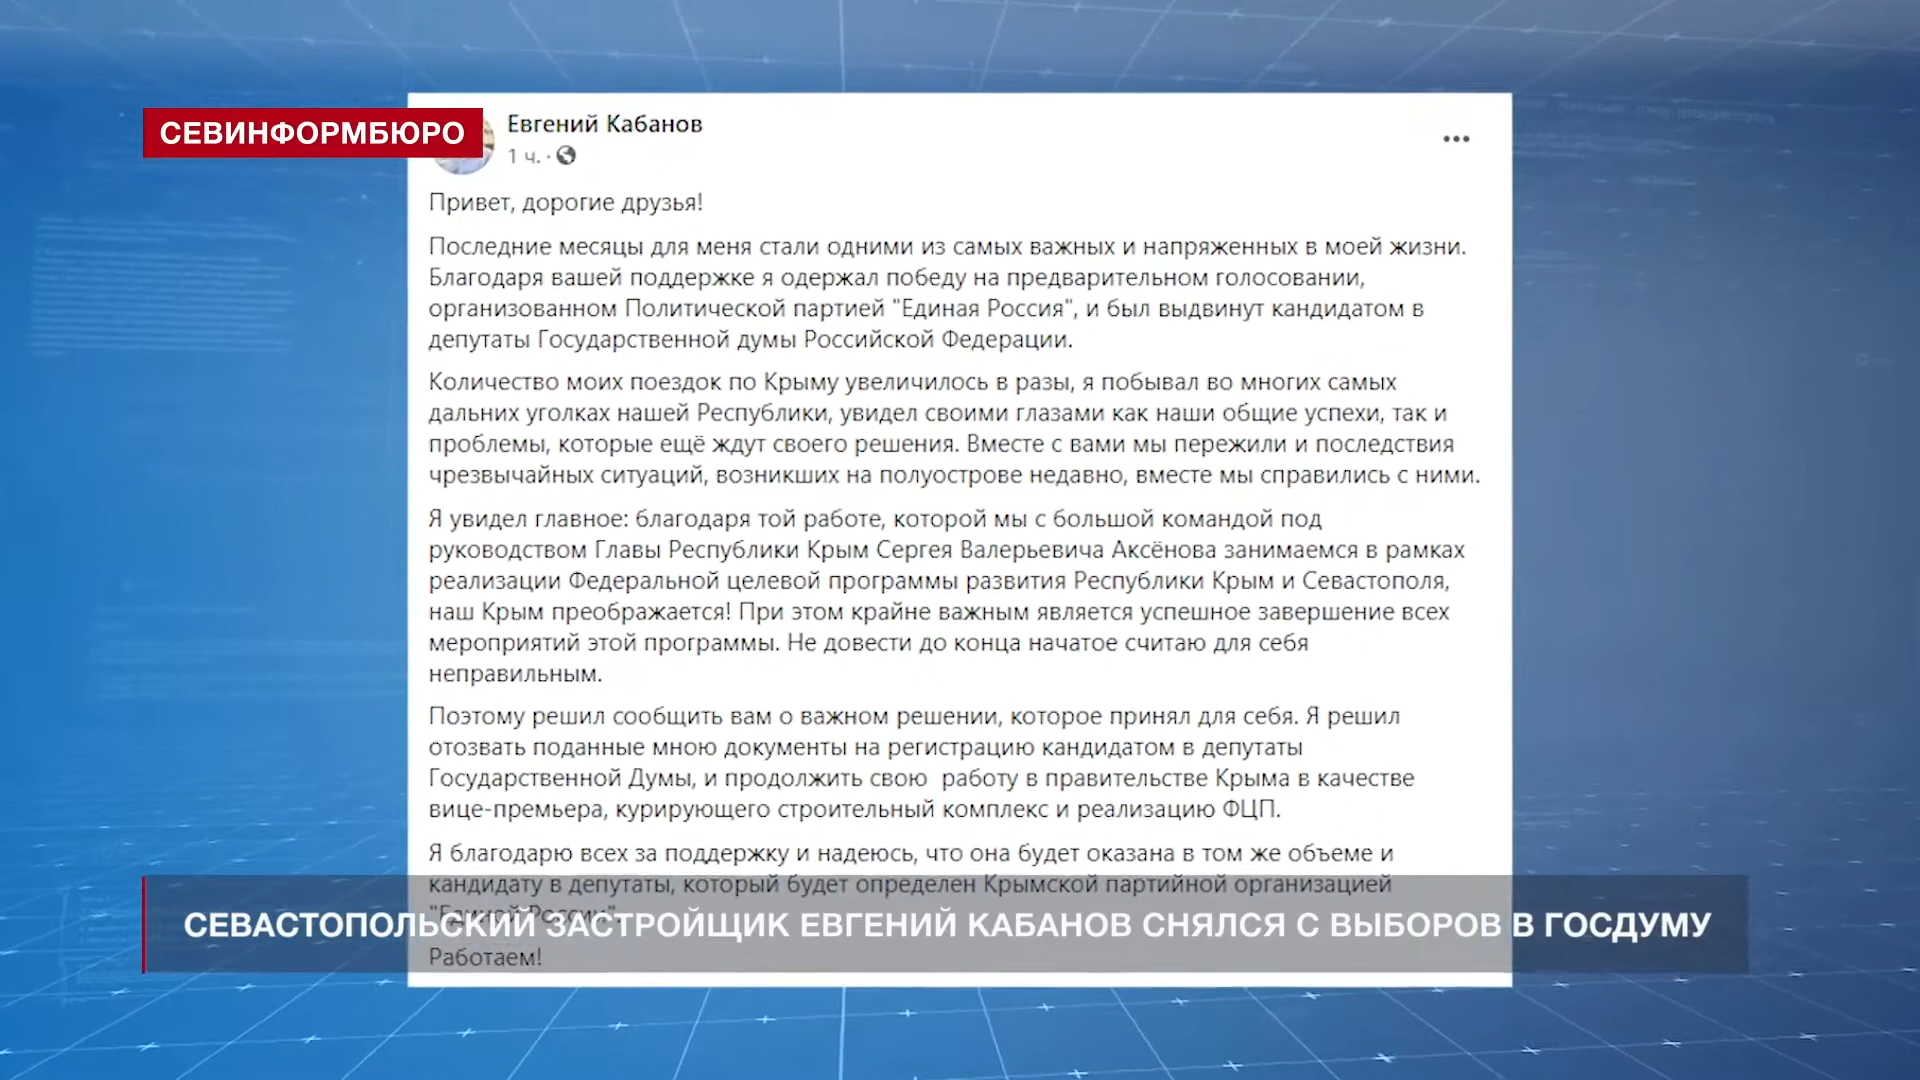 СЕВИНФОРМБЮРО
Евгений Кабанов
1 ч. ·
Привет, дорогие друзья!
Последние месяцы для меня стали одними из самых важных и напряженных в моей жизни.
Благодаря вашей поддержке я одержал победу на предварительном голосовании,
организованном Политической партией "Единая Россия", и был выдвинут кандидатом в
депутаты Государственной думы Российской Федерации.
Количество моих поездок по Крыму увеличилось в разы, я побывал во многих самых
дальних уголках нашей Республики, увидел своими глазами как наши общие успехи, так и
проблемы, которые ещё ждут своего решения. Вместе с вами мы пережили и последствия
чрезвычайных ситуаций, возникших на полуострове недавно, вместе мы справились с ними.
Я увидел главное: благодаря той работе, которой мы с большой командой под
руководством Главы Республики Крым Сергея Валерьевича Аксёнова занимаемся в рамках
реализации Федеральной целевой программы развития Республики Крым и Севастополя,
наш Крым преображается! При этом крайне важным является успешное завершение всех
мероприятий этой программы. Не довести до конца начатое считаю для себя
неправильным.
Поэтому решил сообщить вам о важном решении, которое принял для себя. Я решил
отозвать поданные мною документы на регистрацию кандидатом в депутаты
Государственной Думы, и продолжить свою  работу в правительстве Крыма в качестве
вице-премьера, курирующего строительный комплекс и реализацию ФЦП.
Я благодарю всех за поддержку и надеюсь, что она будет оказана в том же объеме и
кандидату в депутаты, который будет определен Крымской партийной организацией
"Единой России".
СЕВАСТОПОЛЬСКИЙ ЗАСТРОЙЩИК ЕВГЕНИЙ КАБАНОВ СНЯЛСЯ С ВЫБОРОВ В ГОСДУМУ
Работаем!